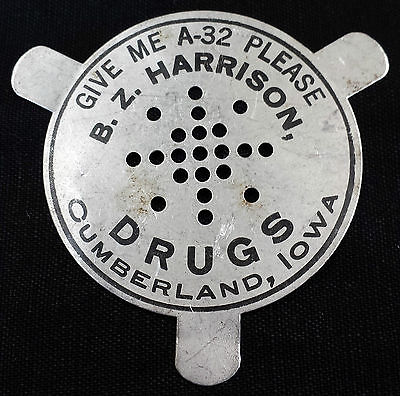 GIVE ME A-32 PLEASE
B. Z. HARRISON,
DRUGS
CUMBERLAND, IOWA